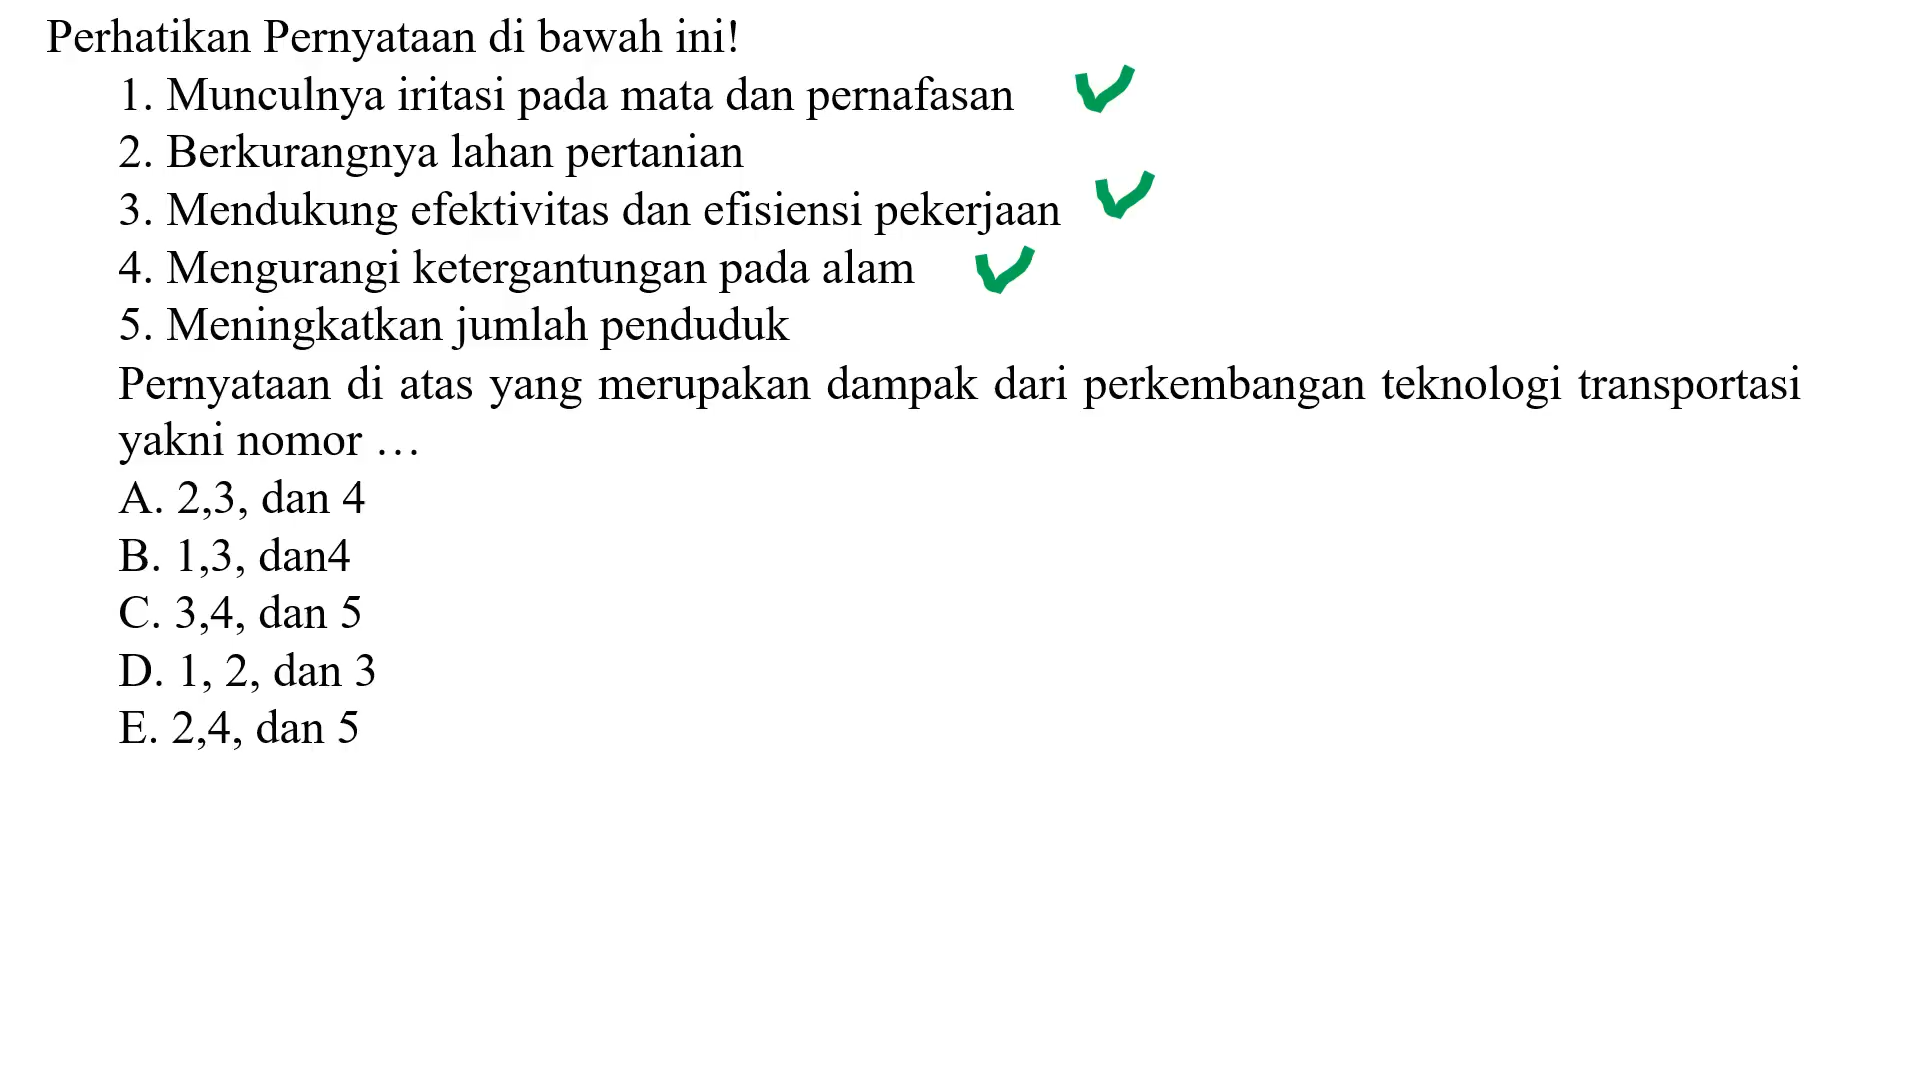 Perhatikan Pernyataan di bawah ini!
1. Munculnya iritasi pada mata dan pernafasan
2. Berkurangnya lahan pertanian
3. Mendukung efektivitas dan efisiensi pekerjaan
4. Mengurangi ketergantungan pada alam
5. Meningkatkan jumlah penduduk
Pernyataan di atas yang merupakan dampak dari perkembangan teknologi transportasi
yakni nomor …
A. 2,3, dan 4
B. 1,3, dan4
C. 3,4, dan 5
D. 1, 2, dan 3
E. 2,4, dan 5